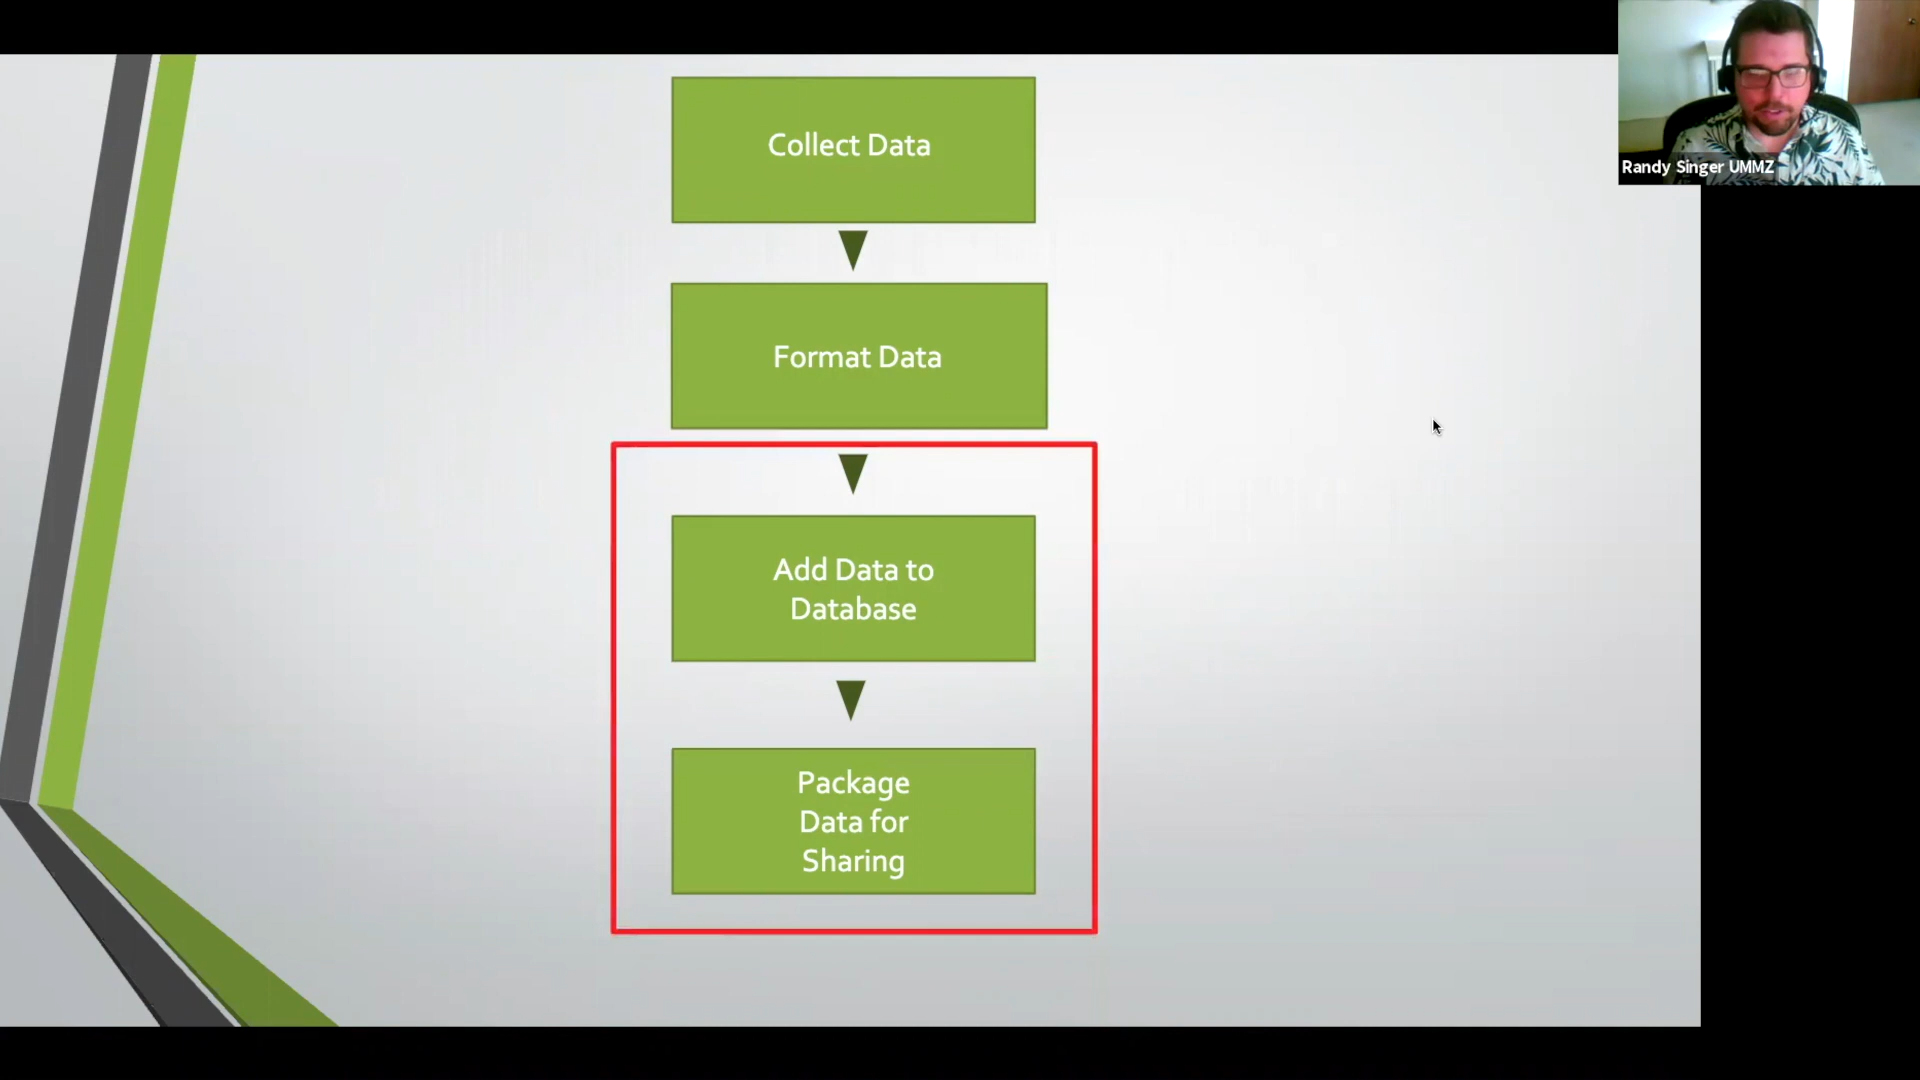 Collect Data
Randy Singer UMMZ
Format Data
Add Data to
Database
Package
Data for
Sharing